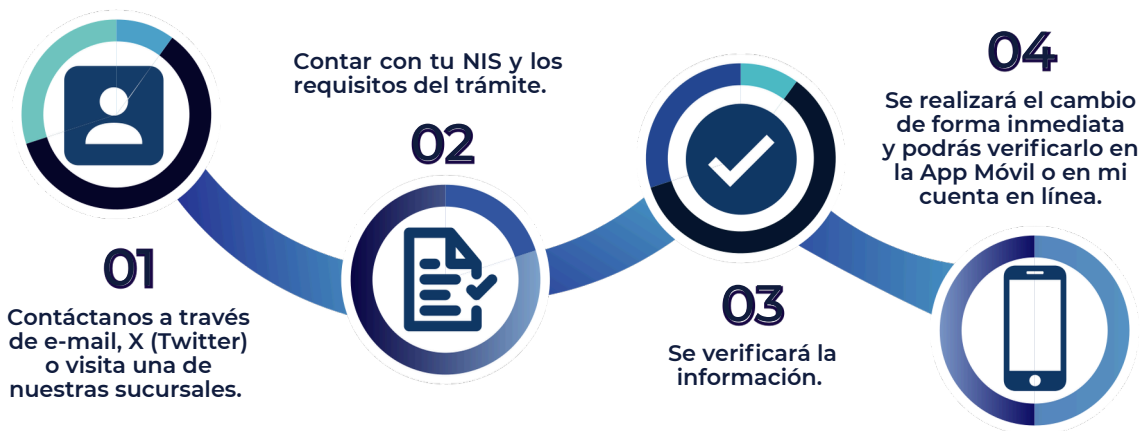 01
Contáctanos a través
de e-mail, X (Twitter)
o visita una de
nuestras sucursales.
Contar con tu NIS y los
requisitos del trámite.
02
03
Se verificará la
información.
04
Se realizará el cambio
de forma inmediata
y podrás verificarlo en
la App Móvil o en mi
cuenta en línea.